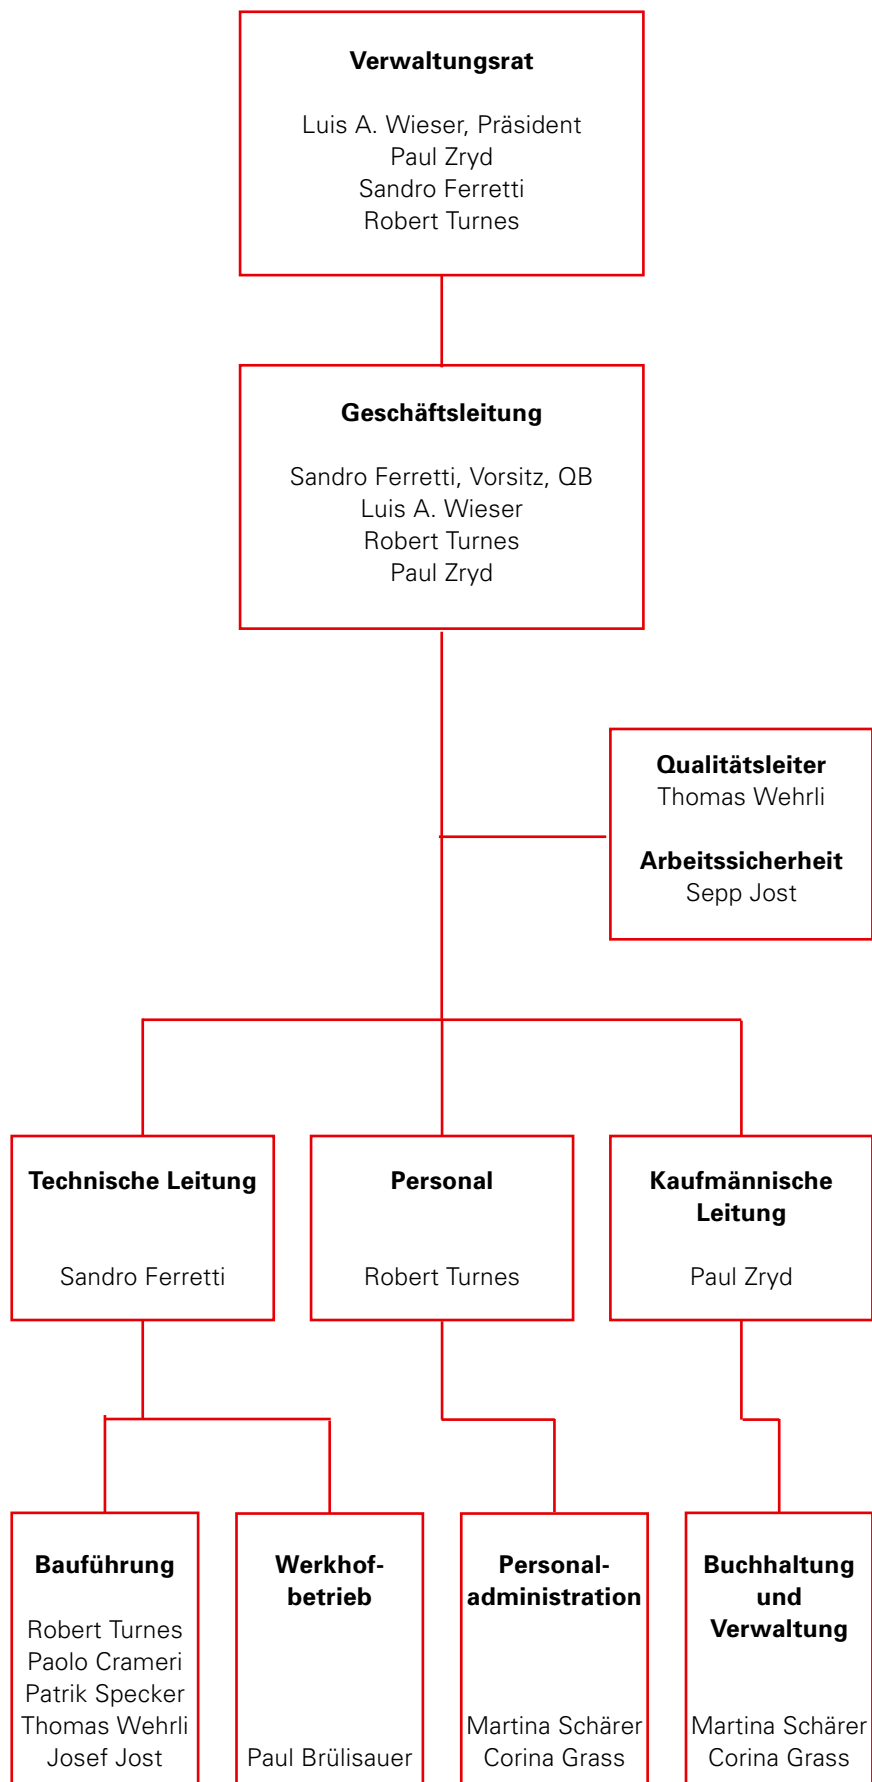 Verwaltungsrat
Luis A. Wieser, Präsident
Paul Zryd
Sandro Ferretti
Robert Turnes
Geschäftsleitung
Sandro Ferretti, Vorsitz, QB
Luis A. Wieser
Robert Turnes
Paul Zryd
Qualitätsleiter
Thomas Wehrli
Arbeitssicherheit
Sepp Jost
Technische Leitung
Sandro Ferretti
Personal
Robert Turnes
Kaufmännische
Leitung
Paul Zryd
Bauführung
Robert Turnes
Paolo Crameri
Patrik Specker
Thomas Wehrli
Josef Jost
Werkhof-
betrieb
Paul Brülisauer
Personal-
administration
Martina Schärer
Corina Grass
Buchhaltung
und
Verwaltung
Martina Schärer
Corina Grass